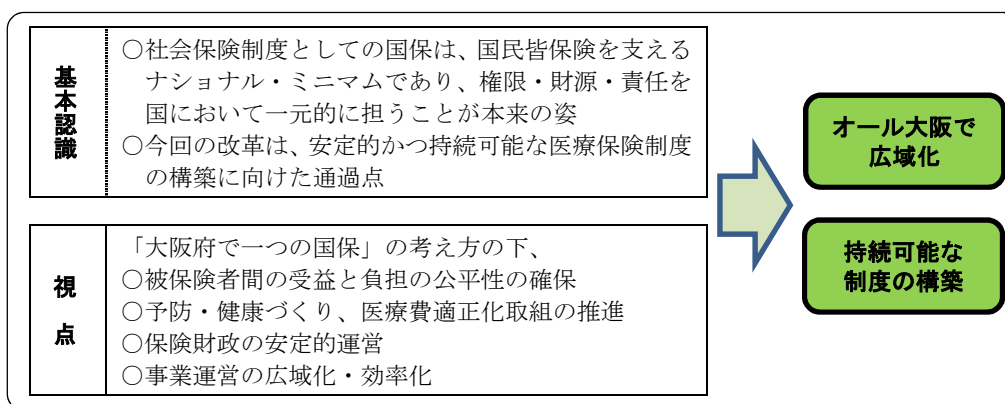 基本認識
○社会保険制度としての国保は、国民皆保険を支える
ナショナル・ミニマムであり、権限・財源・責任を
国において一元的に担うことが本来の姿
○今回の改革は、安定的かつ持続可能な医療保険制度
の構築に向けた通過点
視点
「大阪府で一つの国保」の考え方の下、
○被保険者間の受益と負担の公平性の確保
○予防・健康づくり、医療費適正化取組の推進
○保険財政の安定的運営
○事業運営の広域化・効率化
オール大阪で
広域化
持続可能な
制度の構築